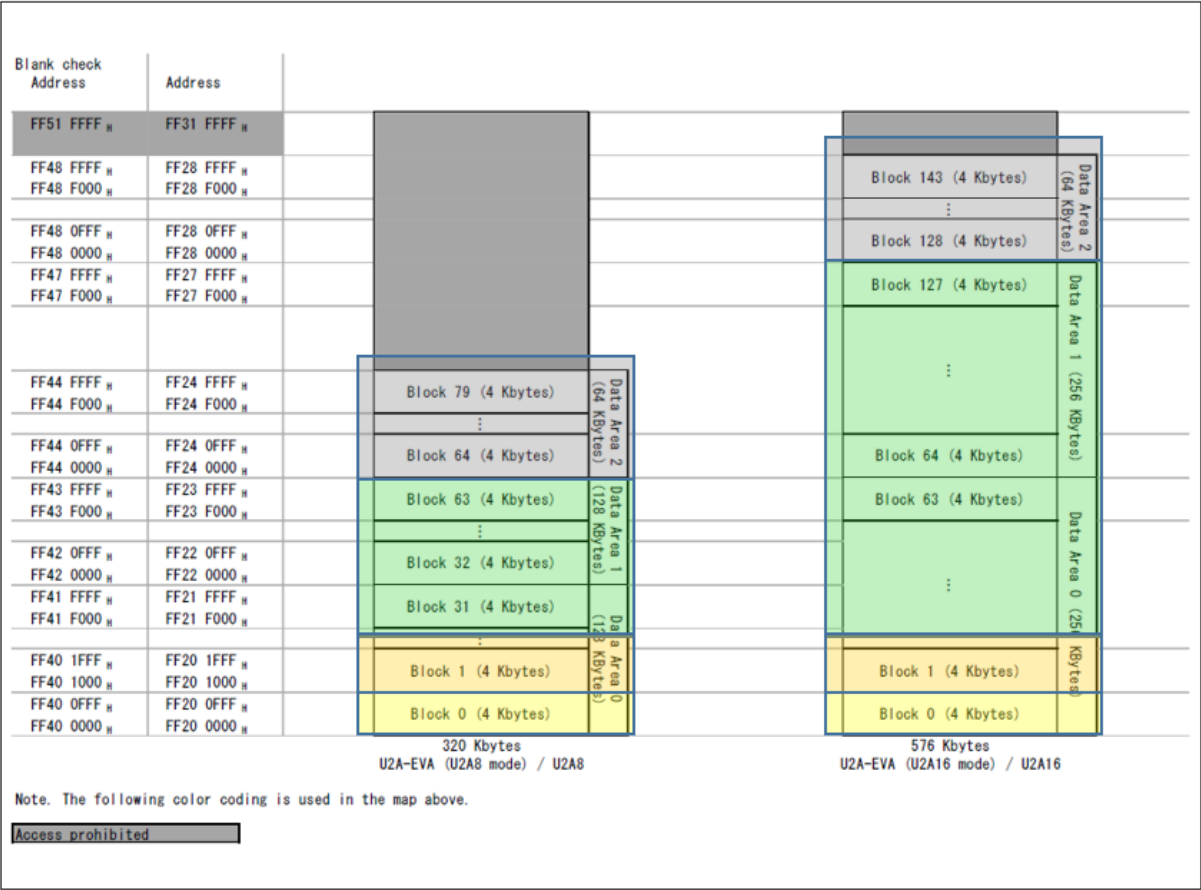 Blank check
Address Address
FF51 FFFF H FF31 FFFF H
FF48 FFFF H FF28 FFFF H
FF48 F000 H FF28 F000 H
FF48 0FFF H FF28 0FFF H
FF48 0000 H FF28 0000 H
FF47 FFFF H FF27 FFFF H
FF47 F000 H FF27 F000 H
FF44 FFFF H FF24 FFFF H
FF44 F000 H FF24 F000 H
FF44 0FFF H FF24 0FFF H
FF44 0000 H FF24 0000 H
FF43 FFFF H FF23 FFFF H
FF43 F000 H FF23 F000 H
FF42 0FFF H FF22 0FFF H
FF42 0000 H FF22 0000 H
FF41 FFFF H FF21 FFFF H
FF41 F000 H FF21 F000 H
FF40 1FFF H FF20 1FFF H
FF40 1000 H FF20 1000 H
FF40 0FFF H FF20 0FFF H
FF40 0000 H FF20 0000 H
Block 79 (4 Kbytes)
⋮
Block 64 (4 Kbytes)
Block 63 (4 Kbytes)
⋮
Block 32 (4 Kbytes)
Block 31 (4 Kbytes)
⋮
Block 1 (4 Kbytes)
Block 0 (4 Kbytes)
Data Area 2
(64 KBytes)
Data Area 1
(128 KBytes)
Data Area 0
(128 KBytes)
320 Kbytes
U2A-EVA (U2A8 mode) / U2A8
Block 143 (4 Kbytes)
⋮
Block 128 (4 Kbytes)
Block 127 (4 Kbytes)
⋮
Block 64 (4 Kbytes)
Block 63 (4 Kbytes)
⋮
Block 1 (4 Kbytes)
Block 0 (4 Kbytes)
Data Area 2
(64 KBytes)
Data Area 1 (256 KBytes)
Data Area 0 (256 KBytes)
576 Kbytes
U2A-EVA (U2A16 mode) / U2A16
Note. The following color coding is used in the map above.
Access prohibited